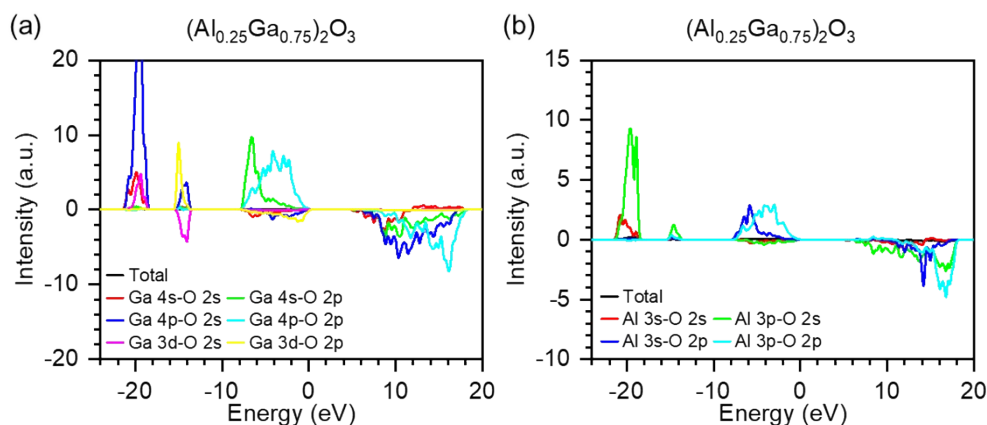 (a) (Al0.25Ga0.75)2O3
20
10
0
-10
-20
Intensity (a.u.)
Total
Ga 4s-O 2s Ga 4s-O 2p
Ga 4p-O 2s Ga 4p-O 2p
Ga 3d-O 2s Ga 3d-O 2p
-20 -10 0 10 20
Energy (eV)
(b) (Al0.25Ga0.75)2O3
15
10
5
0
-5
-10
Intensity (a.u.)
Total
Al 3s-O 2s Al 3p-O 2s
Al 3s-O 2p Al 3p-O 2p
-20 -10 0 10 20
Energy (eV)